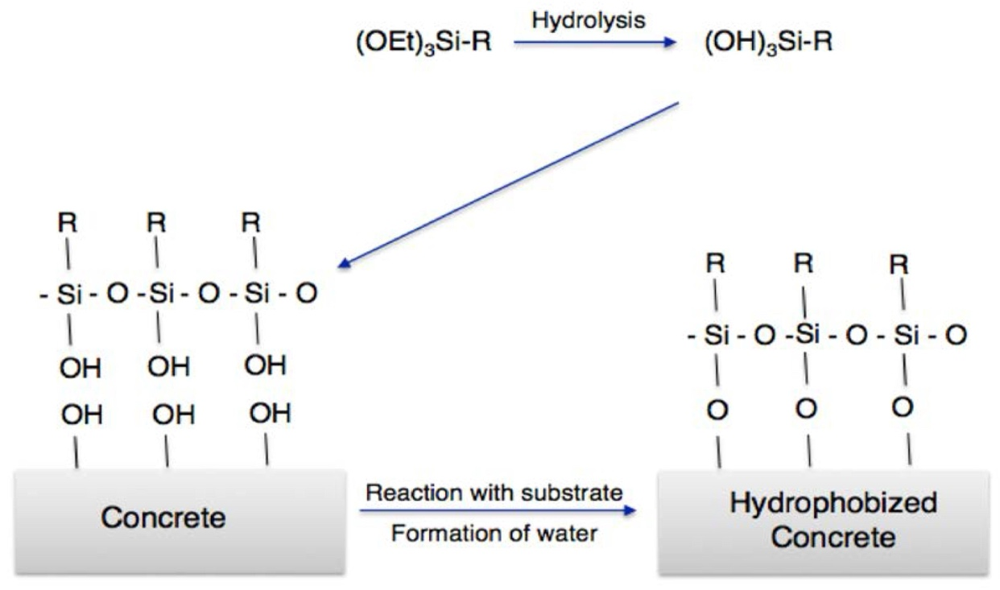 Hydrolysis
(OEt)₃Si-R (OH)₃Si-R
R R R
- Si - O -Si - O - Si - O
OH OH OH
OH OH OH
Concrete
R R R
- Si - O -Si - O - Si - O
O O O
Reaction with substrate
Formation of water
Hydrophobized
Concrete